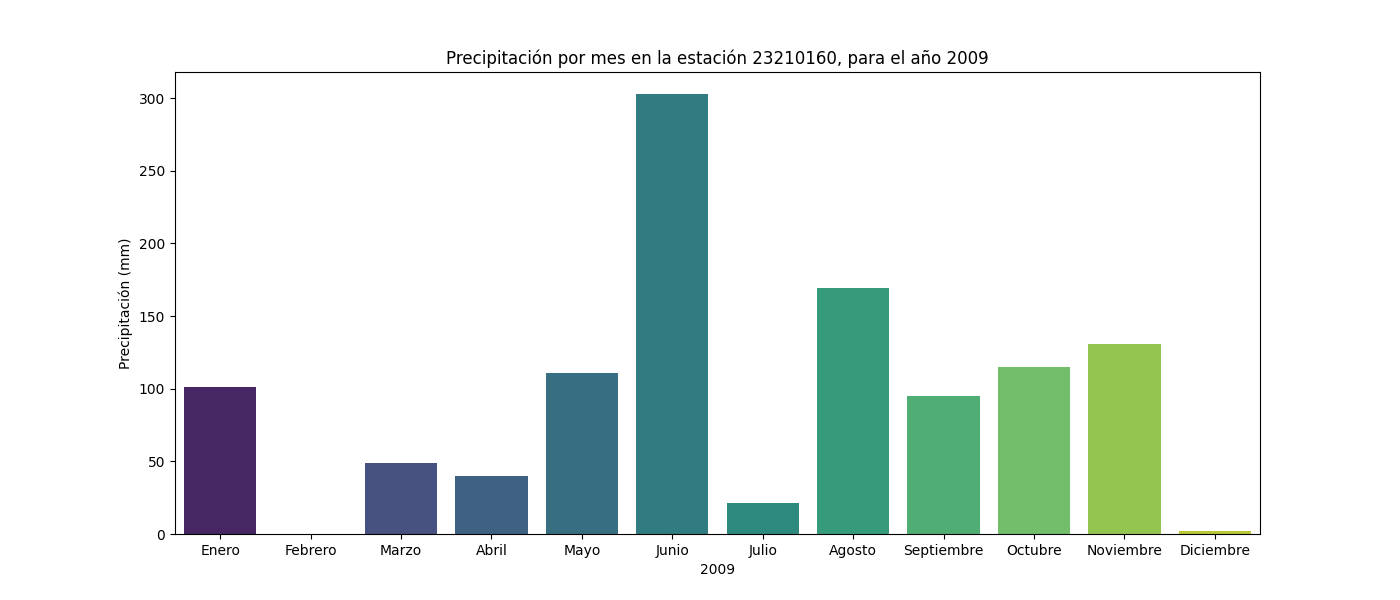 Precipitación por mes en la estación 23210160, para el año 2009
Precipitación (mm)
300
250
200
150
100
50
0
Enero Febrero Marzo Abril Mayo Junio Julio Agosto Septiembre Octubre Noviembre Diciembre
2009